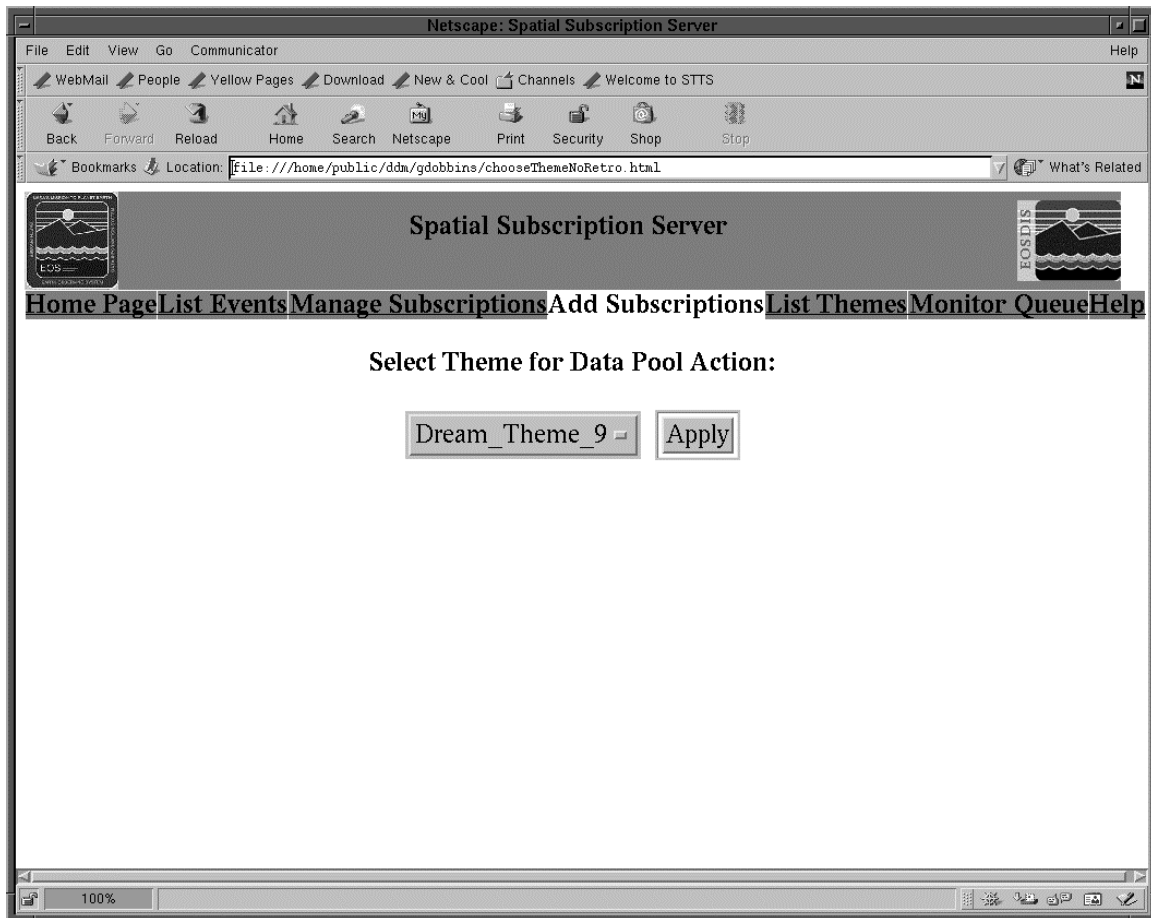 Netscape: Spatial Subscription Server
File Edit View Go Communicator Help
WebMail People Yellow Pages Download New & Cool Channels Welcome to STTS
N
My
Back Forward Reload Home Search Netscape Print Security Shop Stop
Bookmarks Location: file:///home/public/ddm/gdobbins/chooseThemeNoRetro.html What's Related
EOS
Spatial Subscription Server
EOSDIS
Home Page List Events Manage Subscriptions Add Subscriptions List Themes Monitor Queue Help
Select Theme for Data Pool Action:
Dream_Theme_9 Apply
100%